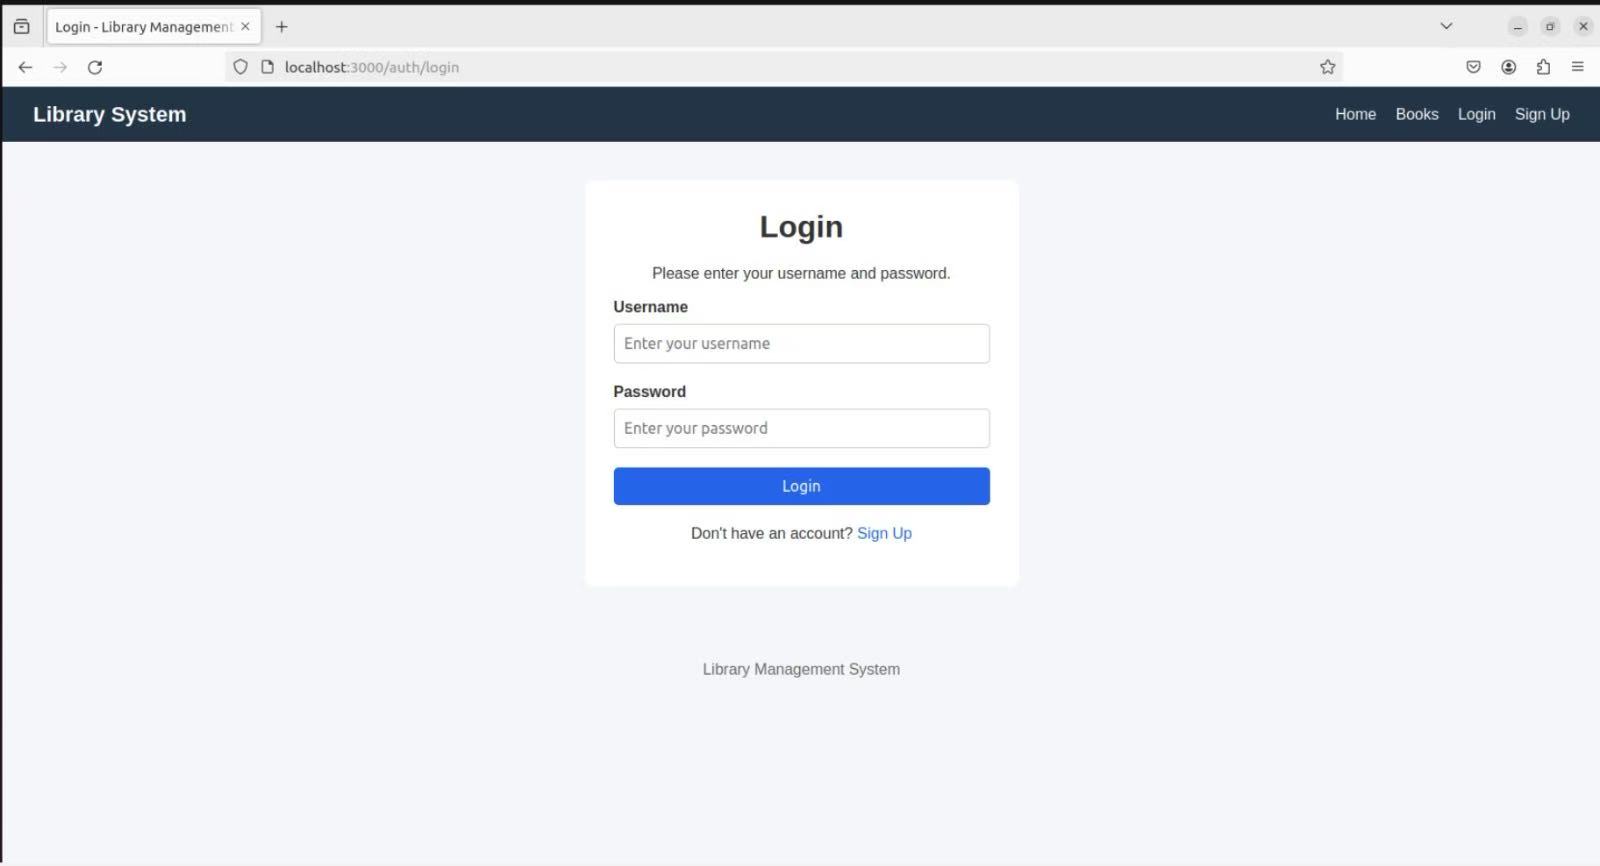 Login - Library Management
localhost:3000/auth/login
Library System
Home Books Login Sign Up
Login
Please enter your username and password.
Username
Enter your username
Password
Enter your password
Login
Don't have an account? Sign Up
Library Management System